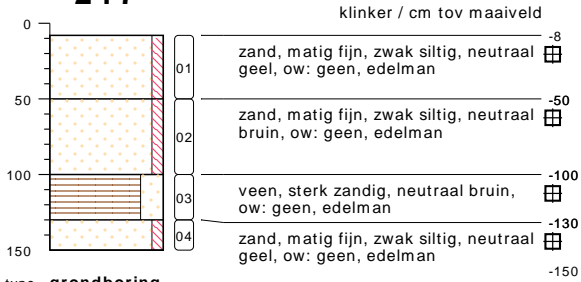 klinker / cm tov maaiveld
0
-8
zand, matig fijn, zwak siltig, neutraal
geel, ow: geen, edelman
01
50
-50
zand, matig fijn, zwak siltig, neutraal
bruin, ow: geen, edelman
02
100
-100
veen, sterk zandig, neutraal bruin,
ow: geen, edelman
03
-130
zand, matig fijn, zwak siltig, neutraal
geel, ow: geen, edelman
04
150
-150
grondboring